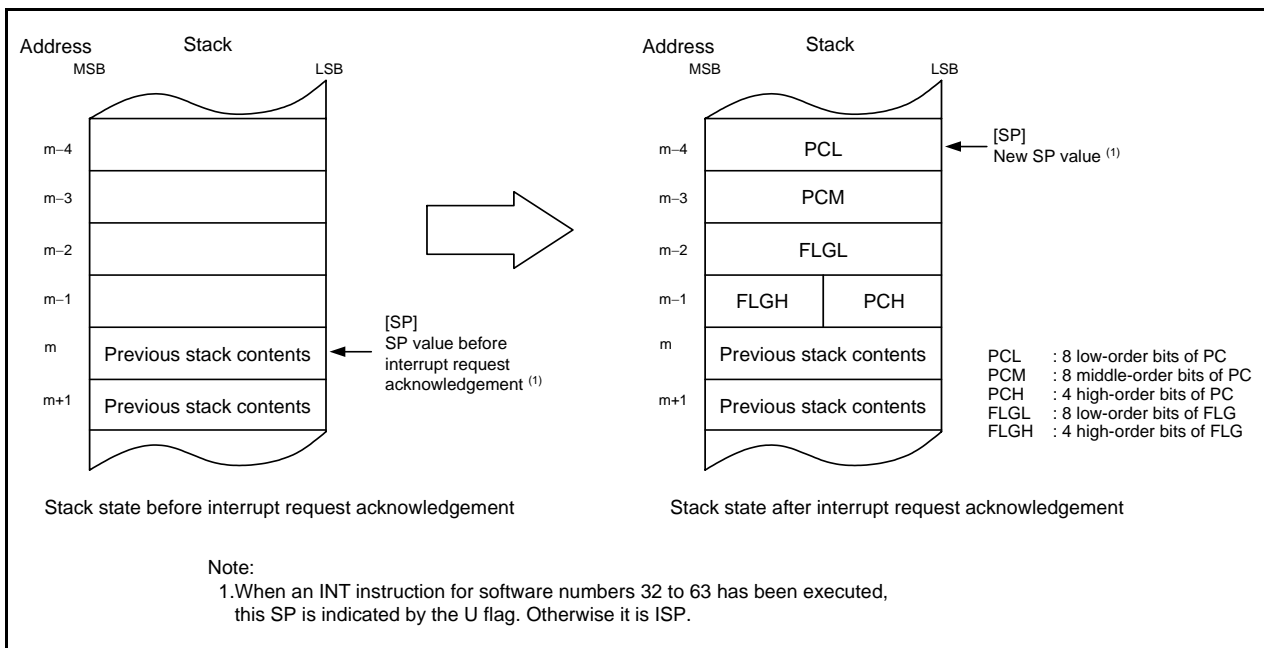 Address Stack
MSB LSB
m−4
m−3
m−2
m−1
m Previous stack contents
m+1 Previous stack contents
[SP]
SP value before
interrupt request
acknowledgement (1)
Stack state before interrupt request acknowledgement
Address Stack
MSB LSB
m−4 PCL
m−3 PCM
m−2 FLGL
m−1 FLGH PCH
m Previous stack contents
m+1 Previous stack contents
[SP]
New SP value (1)
PCL : 8 low-order bits of PC
PCM : 8 middle-order bits of PC
PCH : 4 high-order bits of PC
FLGL : 8 low-order bits of FLG
FLGH : 4 high-order bits of FLG
Stack state after interrupt request acknowledgement
Note:
1.When an INT instruction for software numbers 32 to 63 has been executed,
this SP is indicated by the U flag. Otherwise it is ISP.